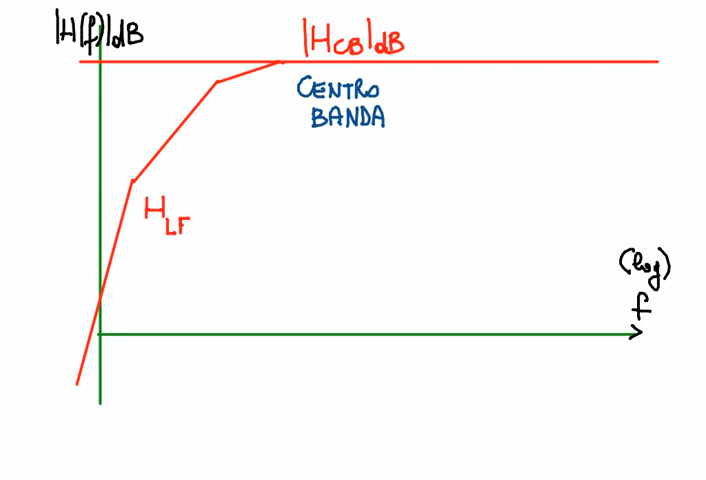 |H(f)|dB
|HCB|dB
CENTRO
BANDA
HLF
(log)
f